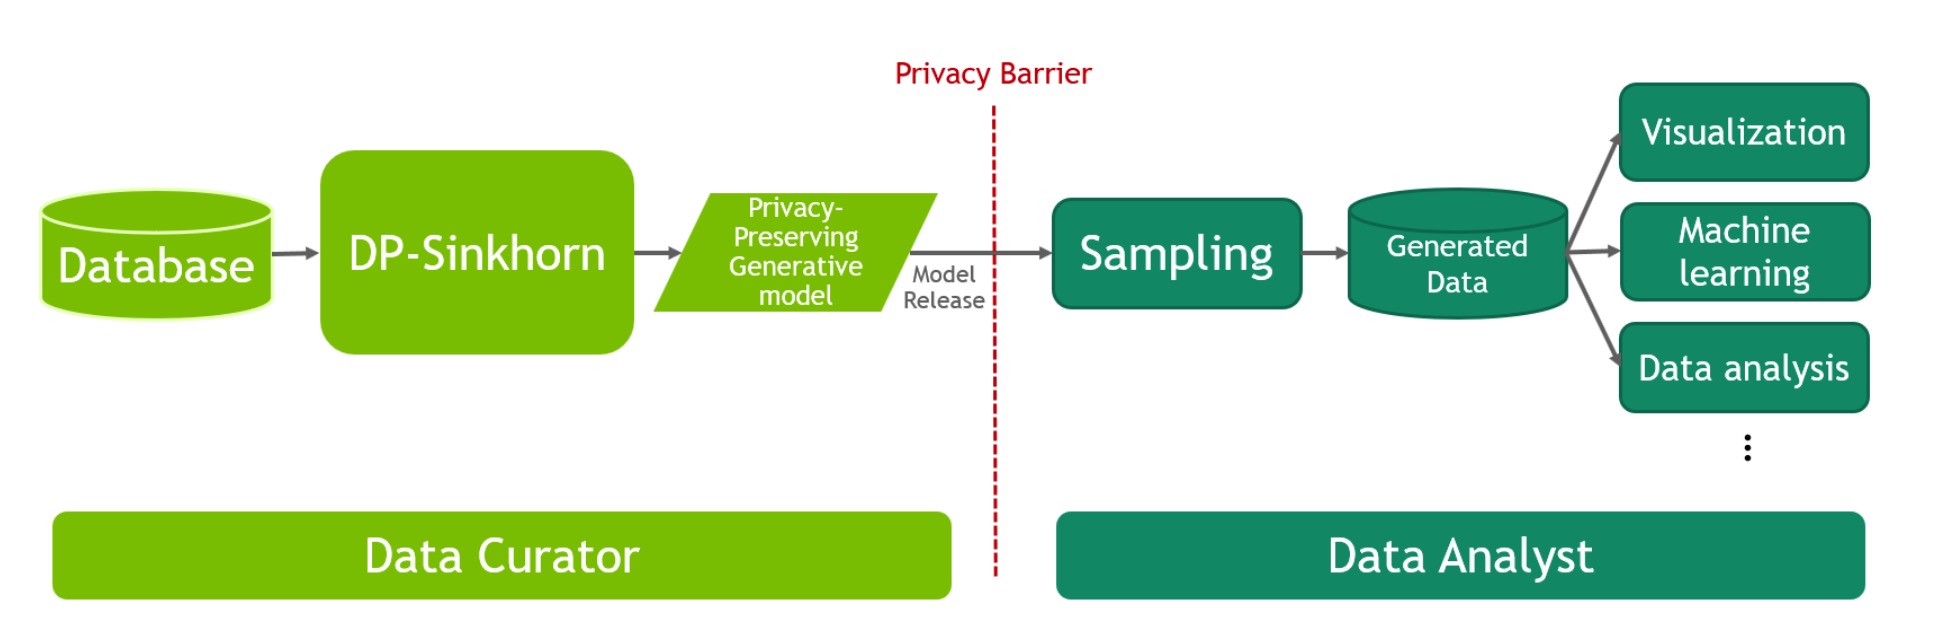 Privacy Barrier
Database
DP-Sinkhorn
Privacy-
Preserving
Generative
model
Model
Release
Sampling
Generated
Data
Visualization
Machine
learning
Data analysis
Data Curator
Data Analyst